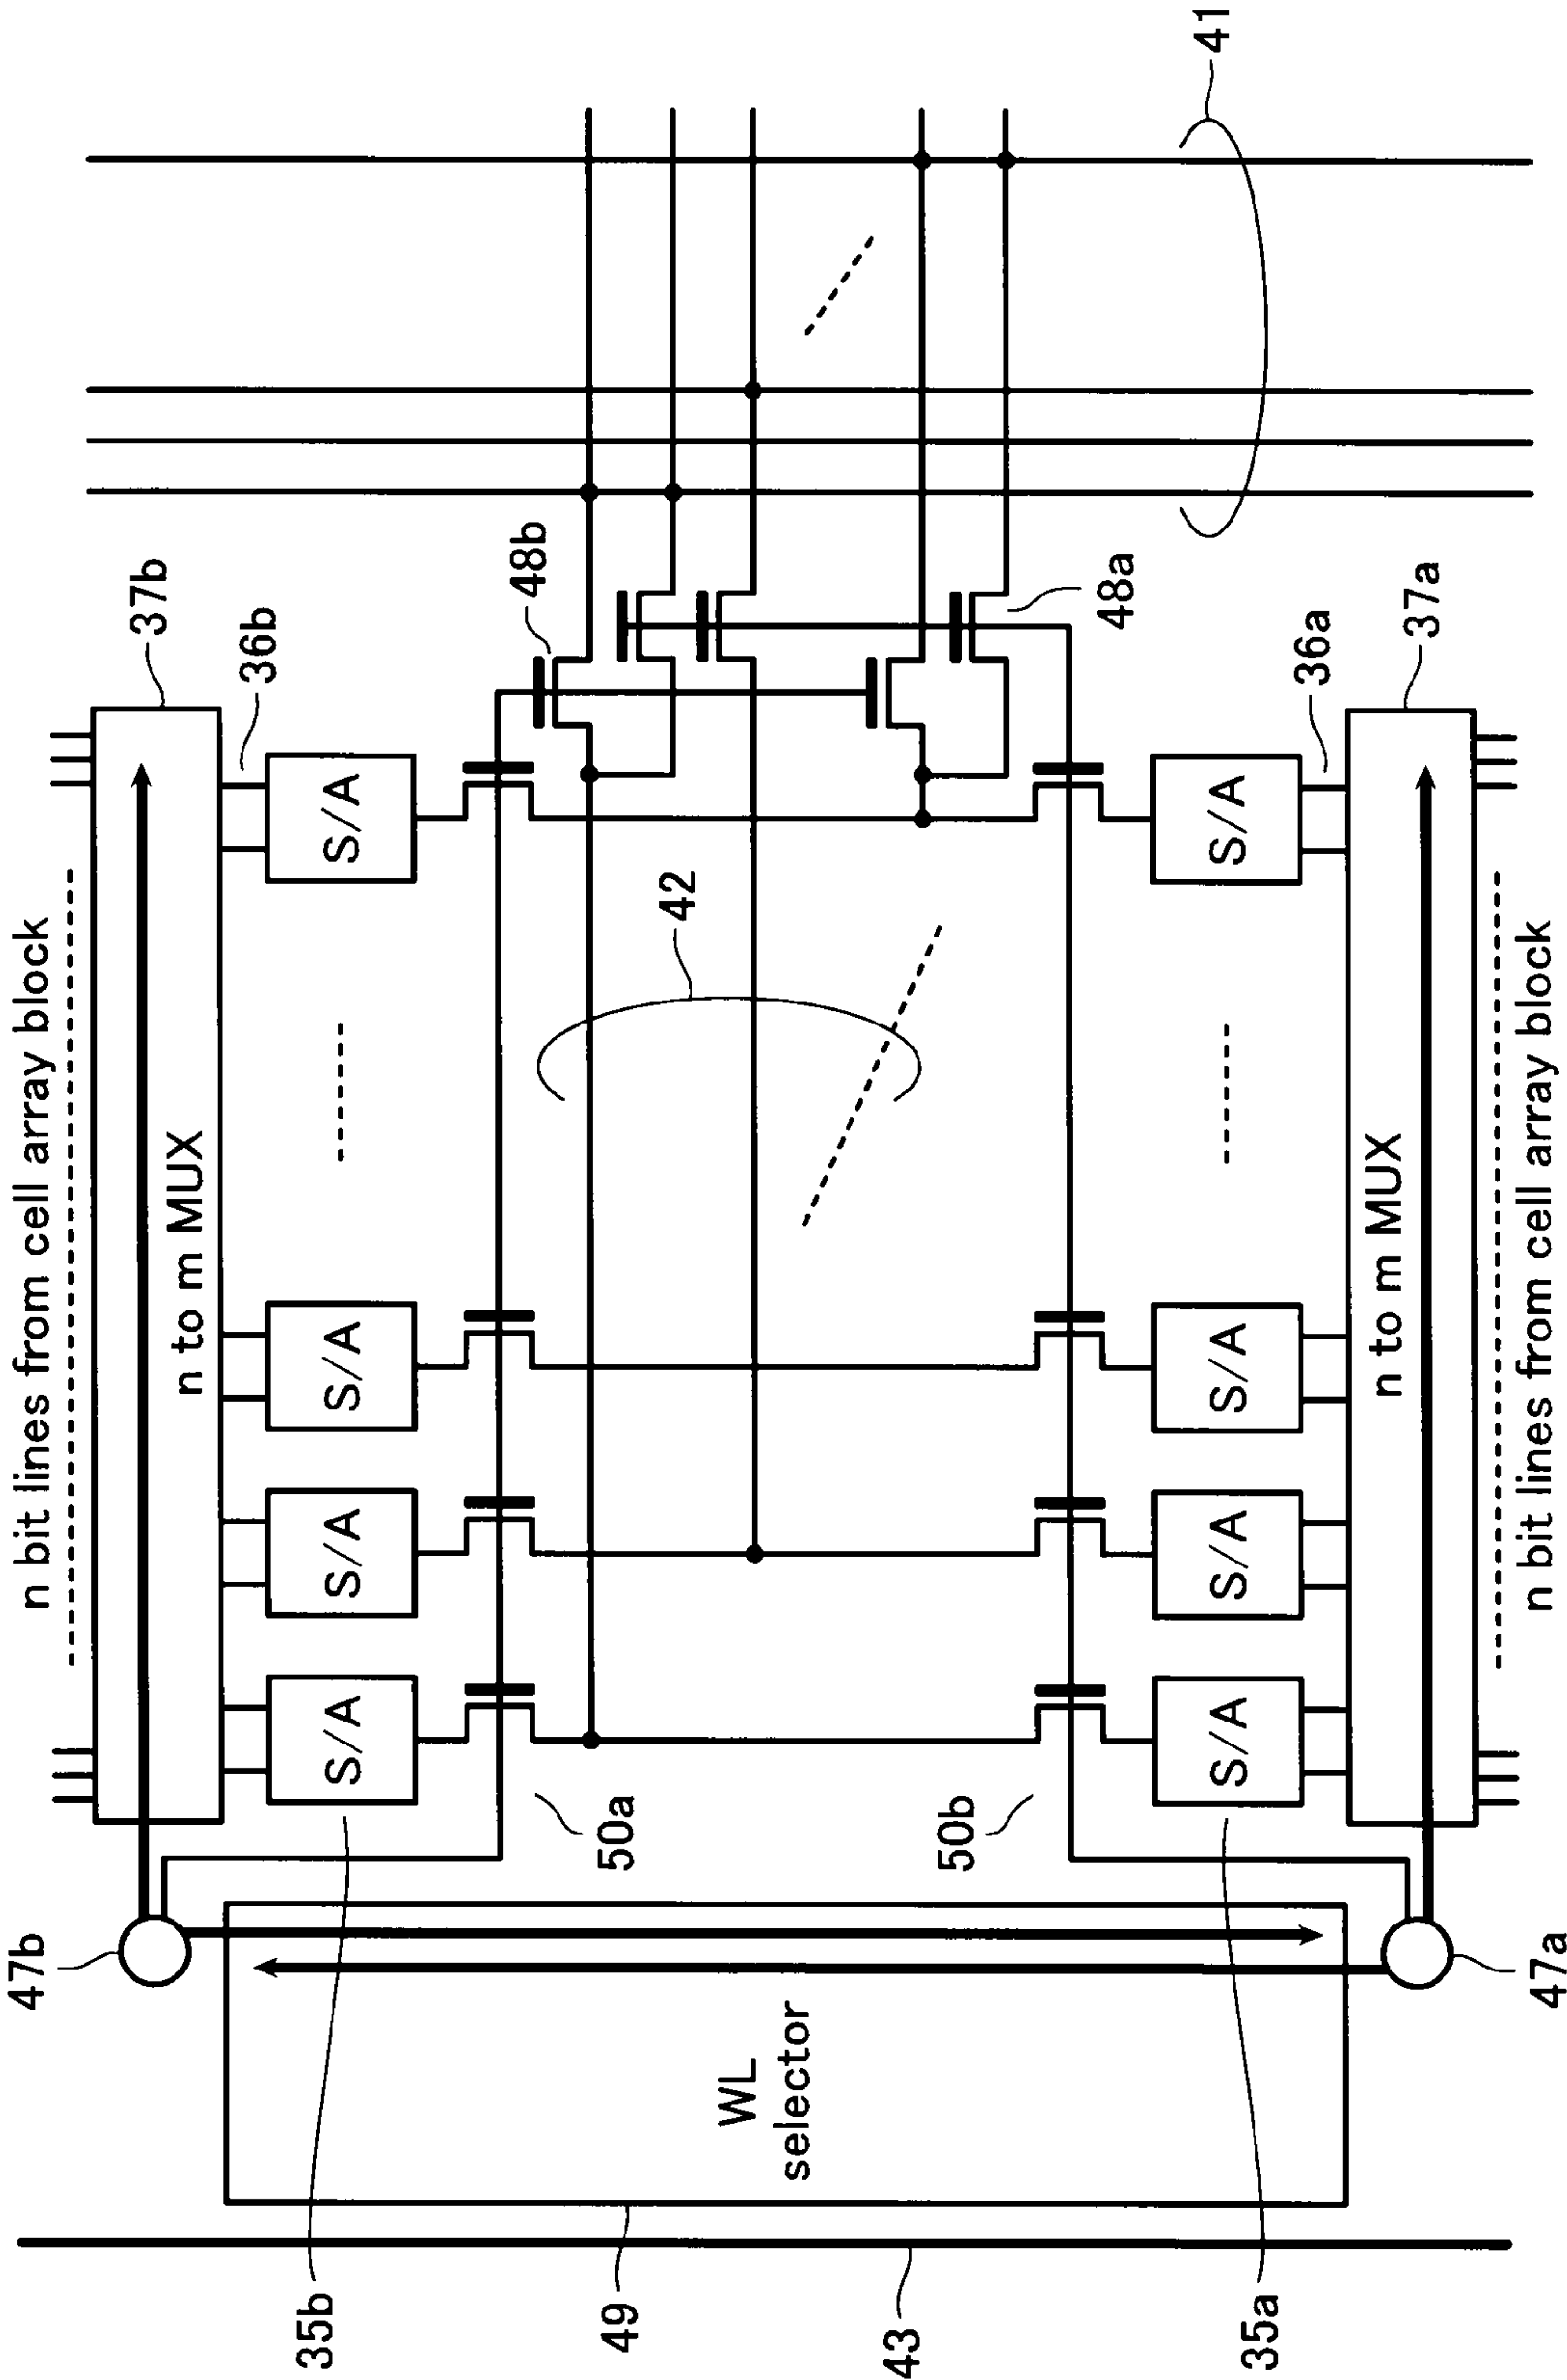 47b
n bit lines from cell array block
37b
n to m MUX
36b
35b
S/A
S/A
S/A
S/A
48b
49
50a
42
WL
selector
43
50b
48a
41
35a
S/A
S/A
S/A
S/A
36a
n to m MUX
37a
47a
n bit lines from cell array block